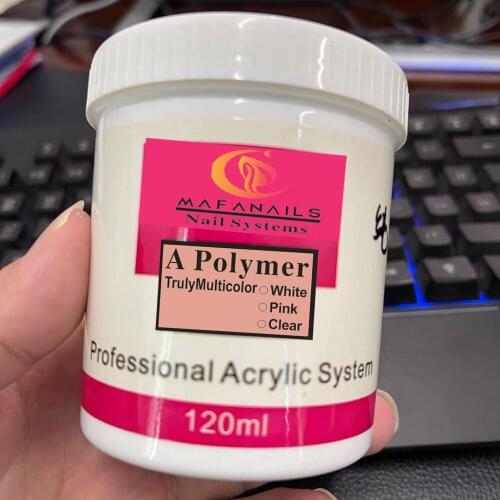 MAFANAILS
Nail Systems
A Polymer
TrulyMulticolor ○ White
○ Pink
○ Clear
Professional Acrylic System
120ml